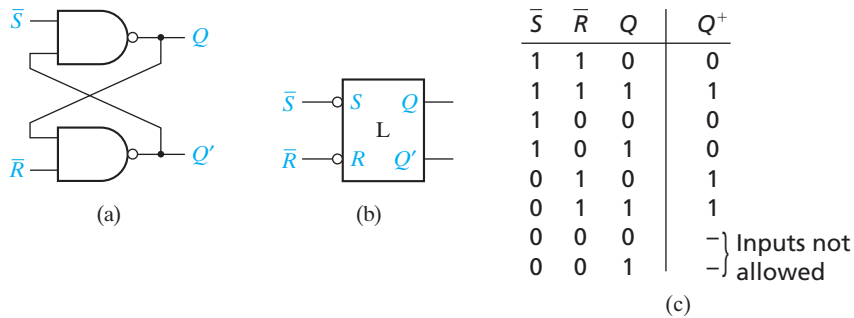 S̅ Q
R̅ Q′
(a)
S̅ S Q
L
R̅ R Q′
(b)
S̅ R̅ Q Q⁺
1 1 0 0
1 1 1 1
1 0 0 0
1 0 1 0
0 1 0 1
0 1 1 1
0 0 0 – Inputs not
0 0 1 – allowed
(c)